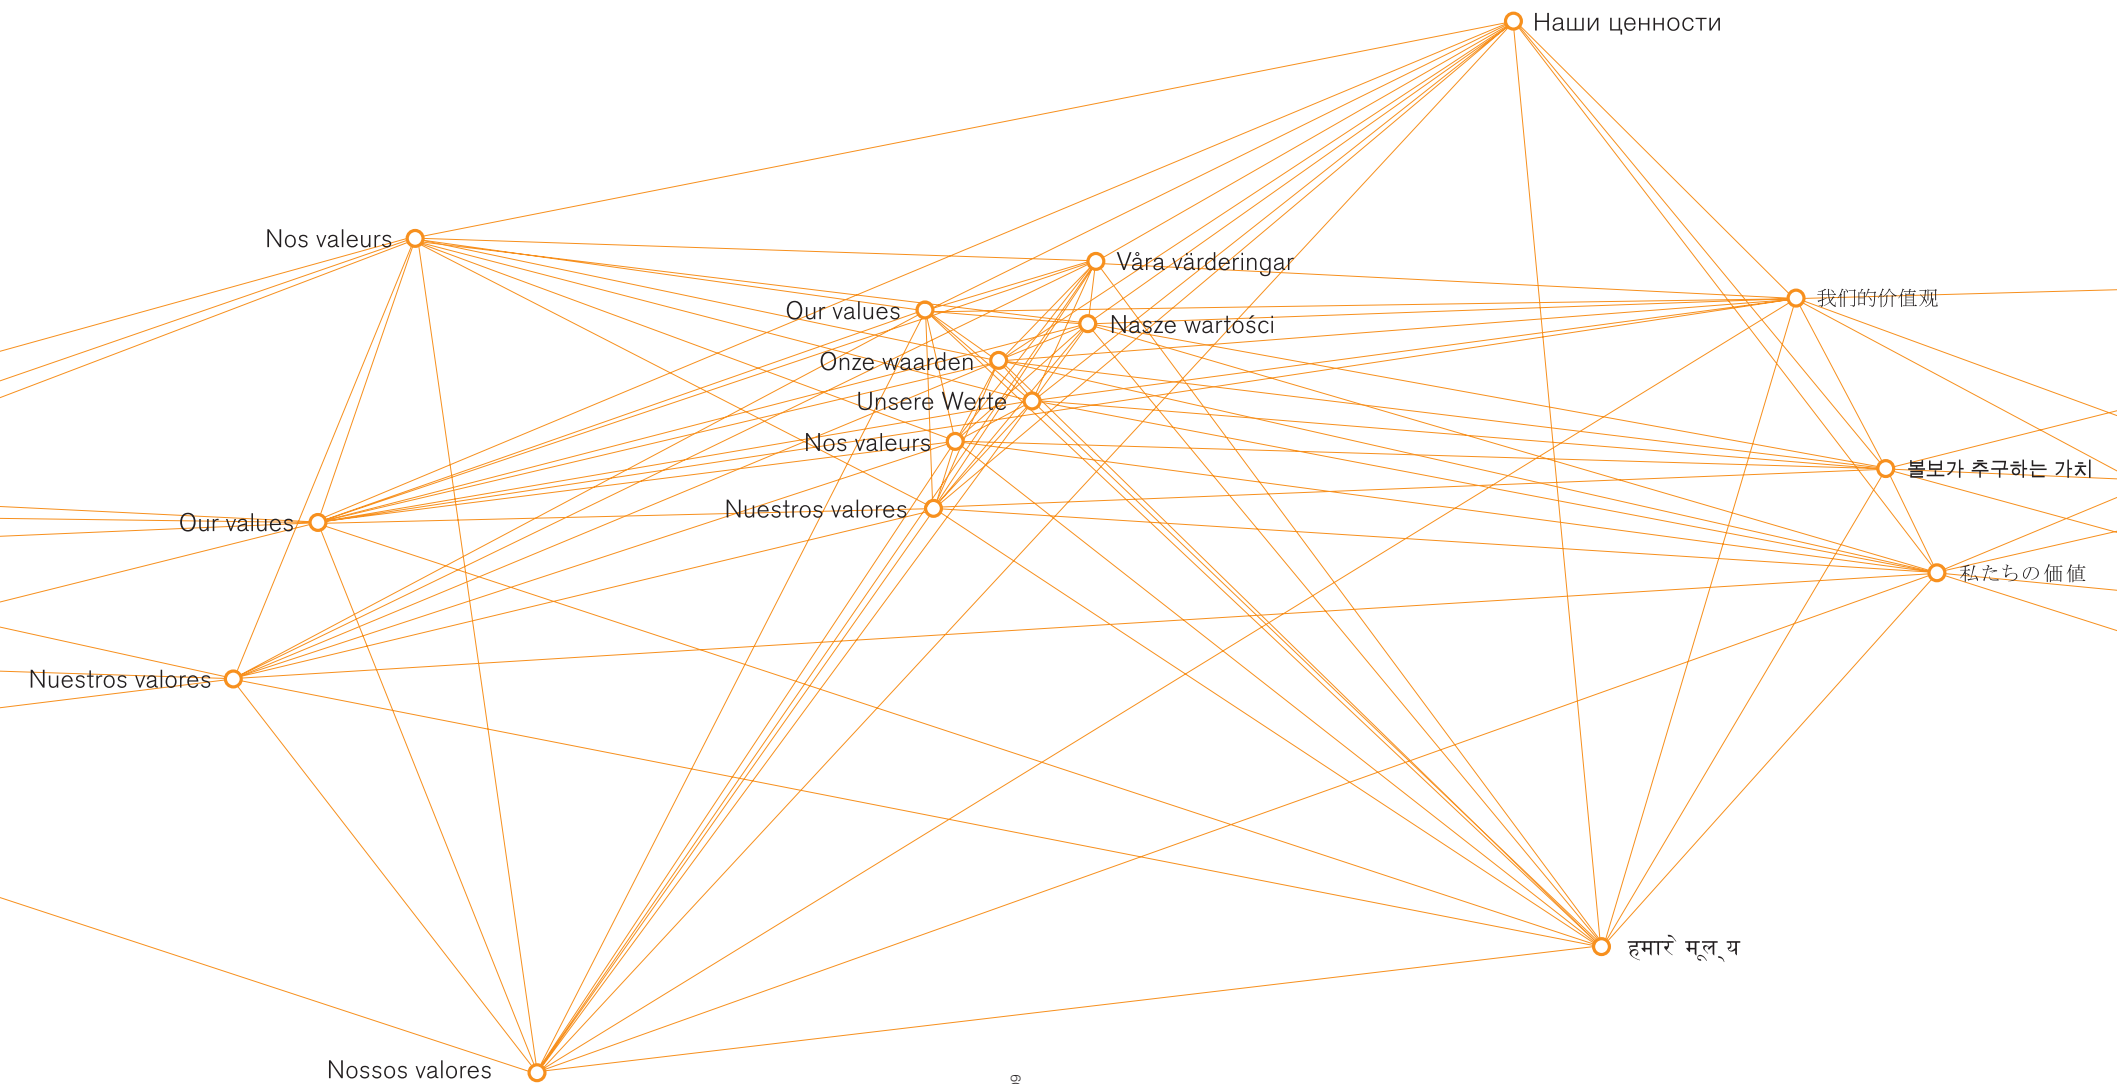 Наши ценности
Nos valeurs
Våra värderingar
我们的价值观
Our values
Nasze wartości
Onze waarden
Unsere Werte
Nos valeurs
볼보가 추구하는 가치
Nuestros valores
Our values
私たちの価値
Nuestros valores
हमारे मूल्य
Nossos valores